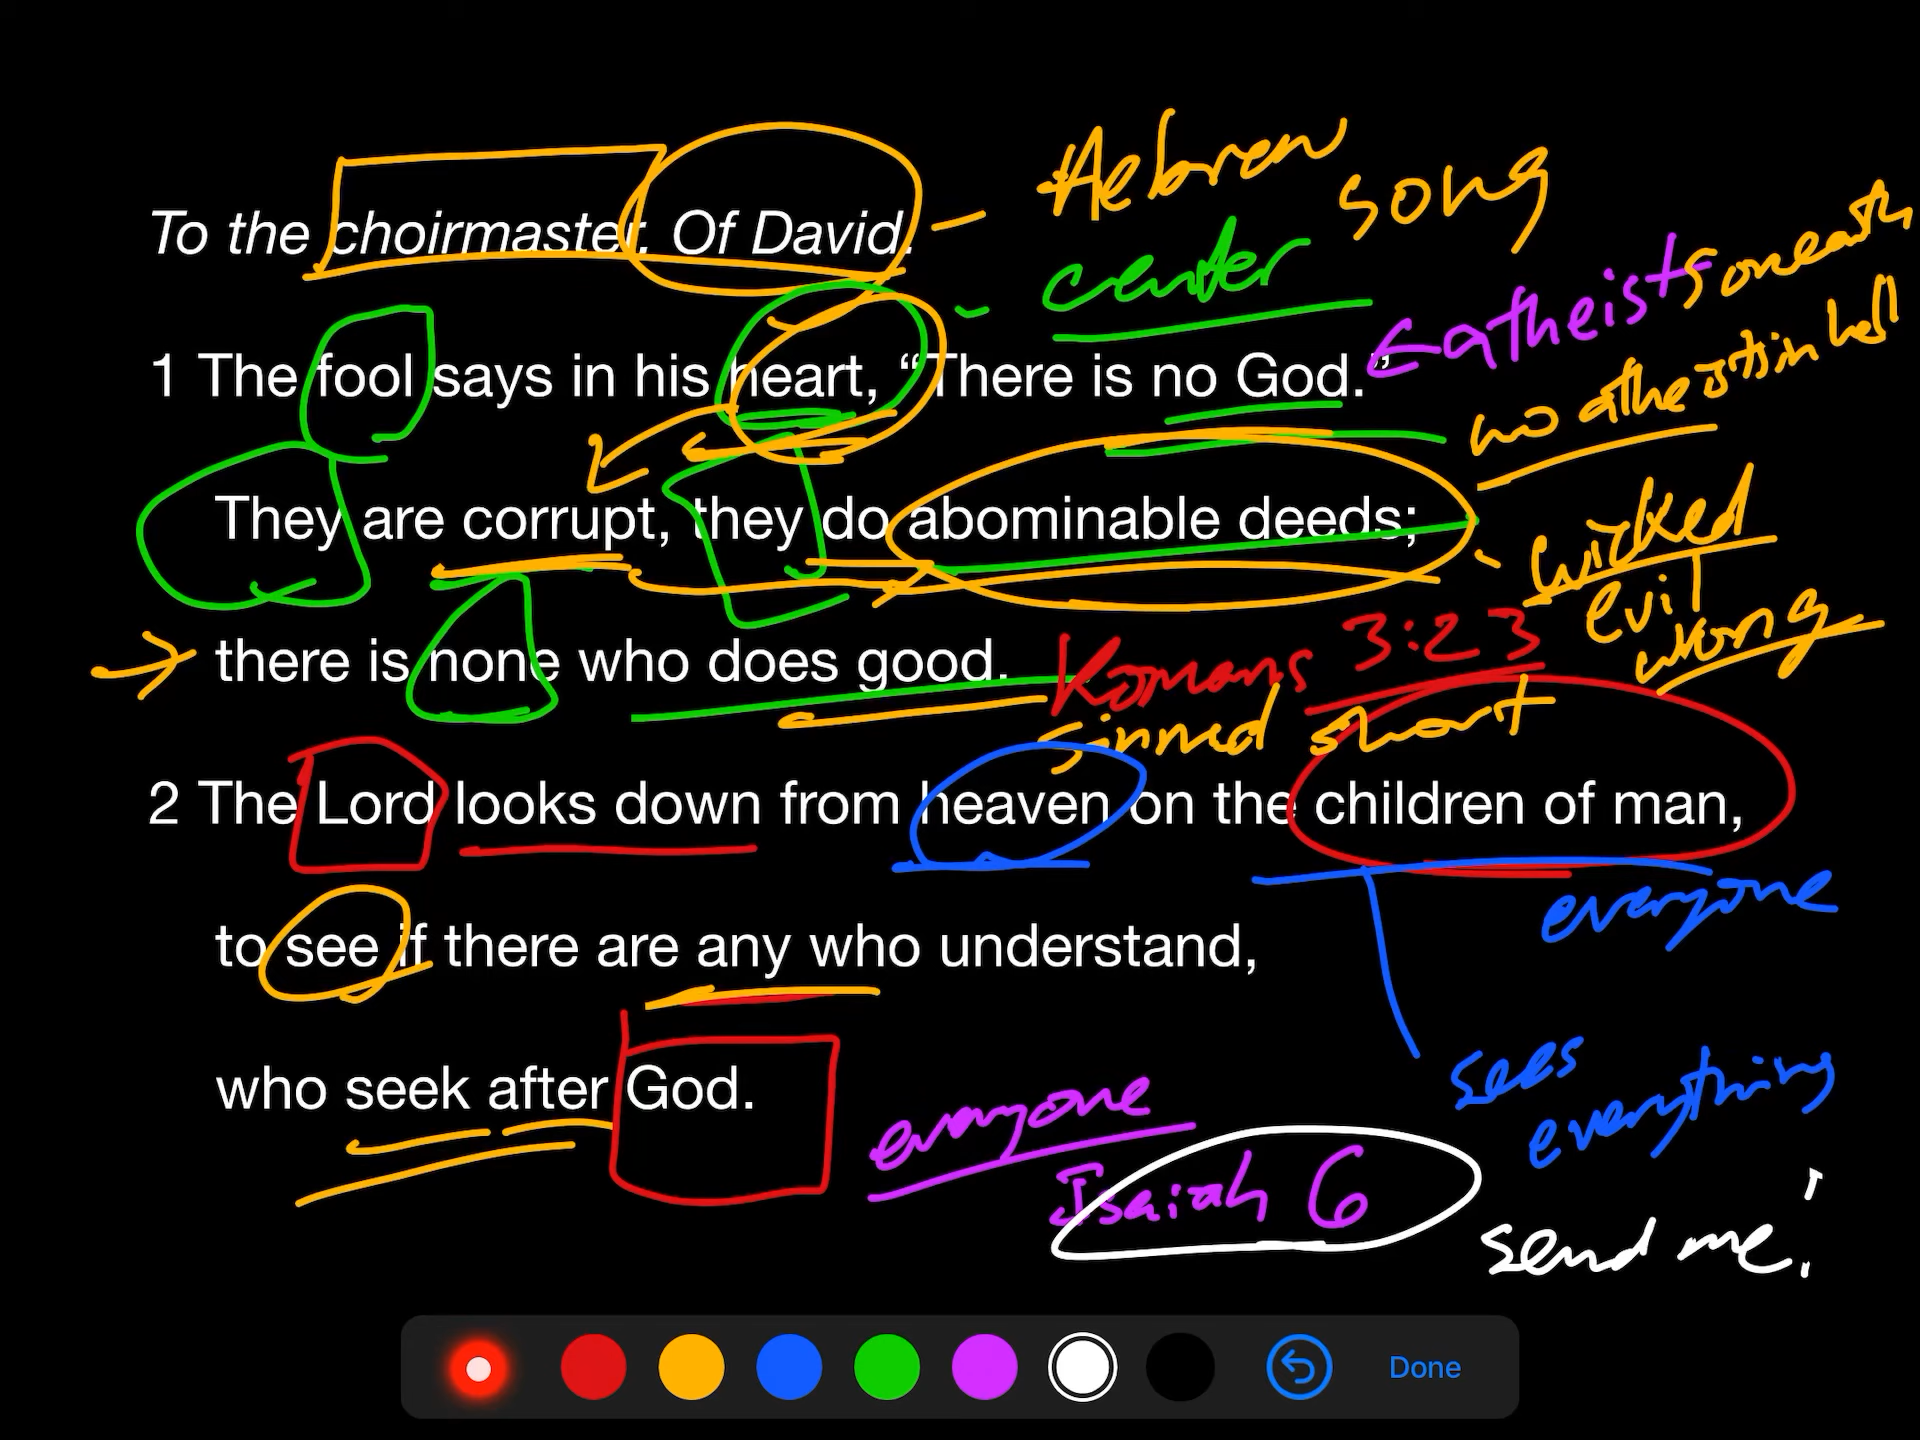 To the choirmaster. Of David. Hebrew song
center
1 The fool says in his heart, “There is no God.” atheists on earth
no atheists in hell
They are corrupt, they do abominable deeds; wicked
evil
wrong
there is none who does good. Romans 3:23
sinned short
2 The Lord looks down from heaven on the children of man,
everyone
to see if there are any who understand,
who seek after God.
sees
everything
everyone
Isaiah 6
send me!
Done